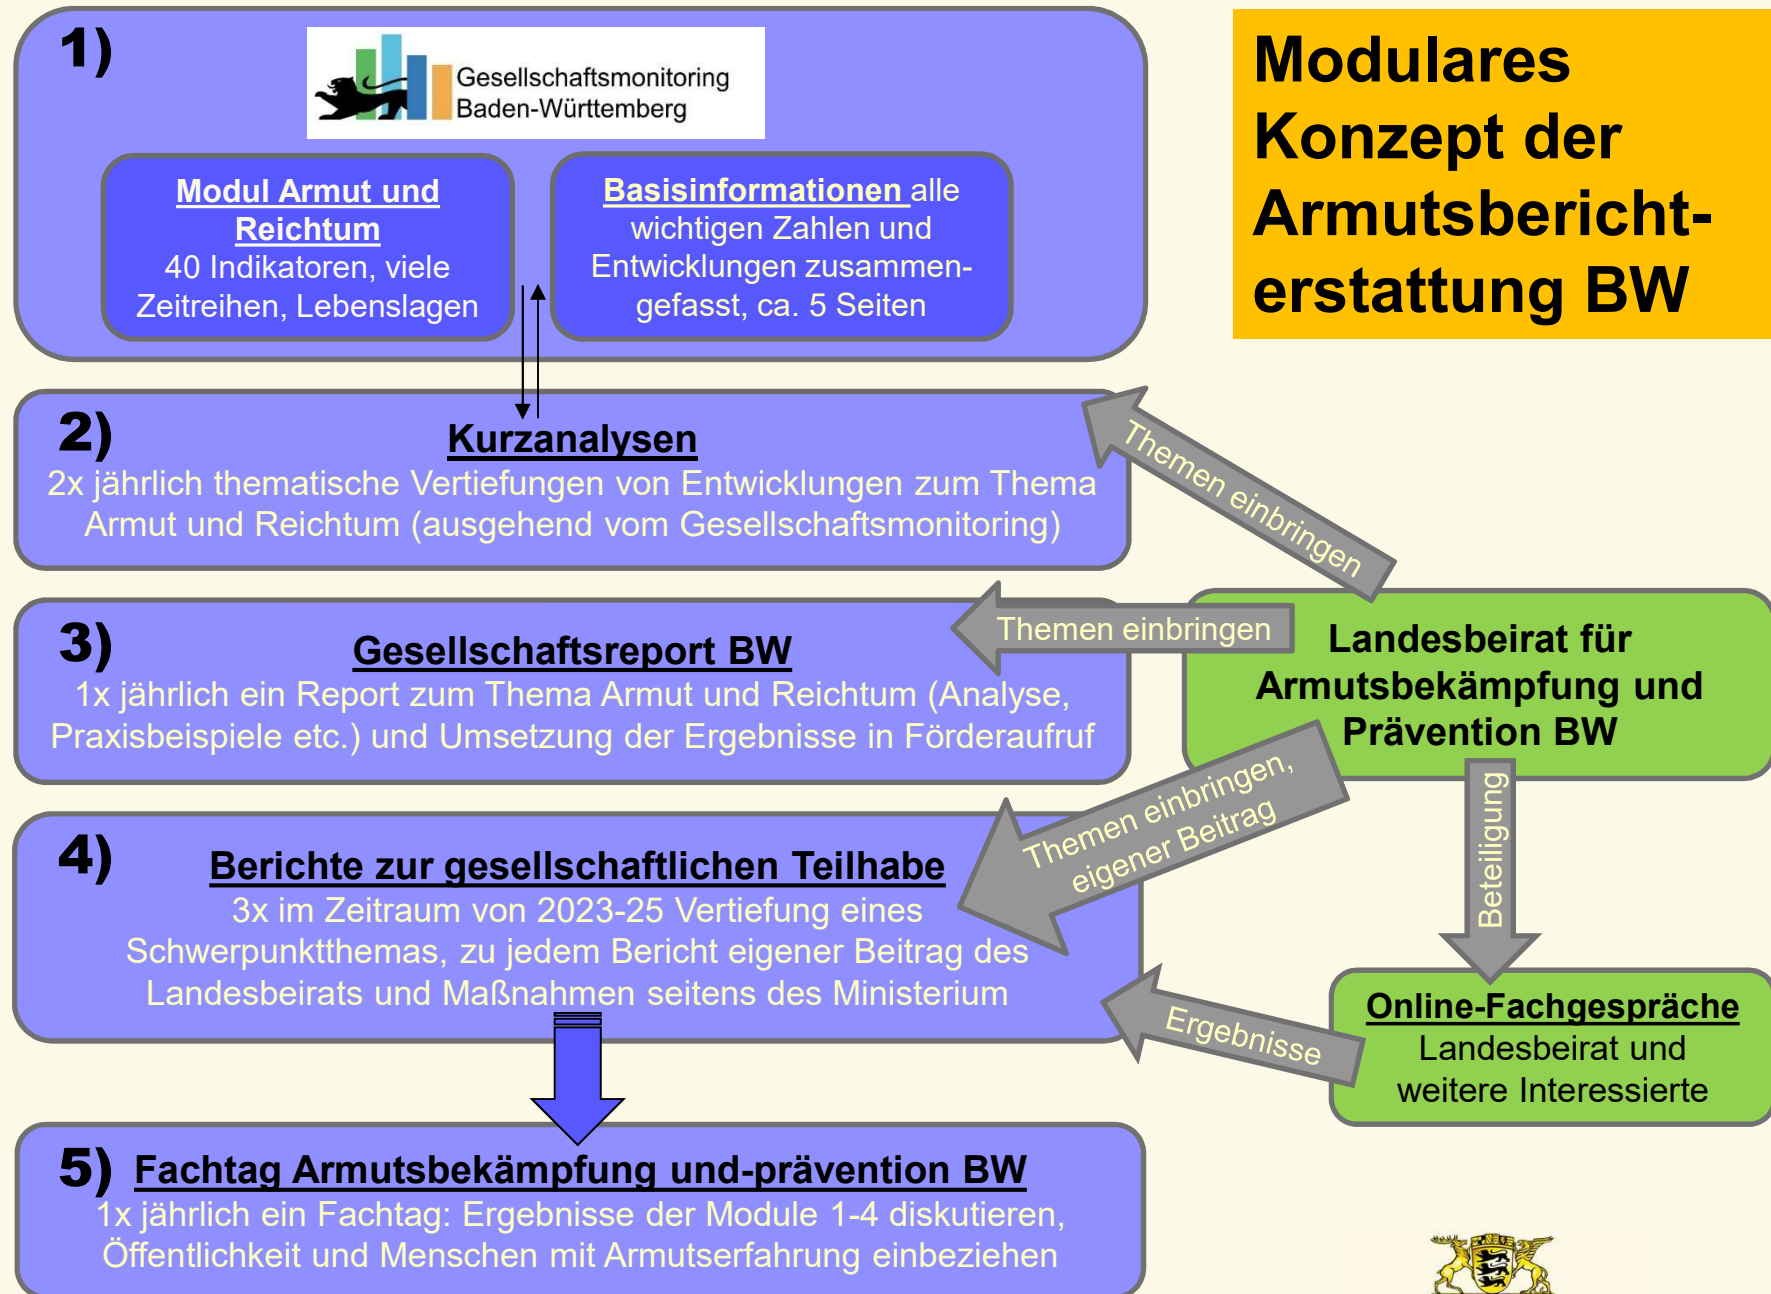 1)
Gesellschaftsmonitoring
Baden-Württemberg
Modul Armut und
Reichtum
40 Indikatoren, viele
Zeitreihen, Lebenslagen
Basisinformationen alle
wichtigen Zahlen und
Entwicklungen zusammen-
gefasst, ca. 5 Seiten
Modulares
Konzept der
Armutsbericht-
erstattung BW
2)
Kurzanalysen
2x jährlich thematische Vertiefungen von Entwicklungen zum Thema
Armut und Reichtum (ausgehend vom Gesellschaftsmonitoring)
Themen einbringen
3)
Gesellschaftsreport BW
1x jährlich ein Report zum Thema Armut und Reichtum (Analyse,
Praxisbeispiele etc.) und Umsetzung der Ergebnisse in Förderaufruf
Themen einbringen
Landesbeirat für
Armutsbekämpfung und
Prävention BW
4)
Berichte zur gesellschaftlichen Teilhabe
3x im Zeitraum von 2023-25 Vertiefung eines
Schwerpunktthemas, zu jedem Bericht eigener Beitrag des
Landesbeirats und Maßnahmen seitens des Ministerium
Themen einbringen,
eigener Beitrag
Beteiligung
Ergebnisse
Online-Fachgespräche
Landesbeirat und
weitere Interessierte
5) Fachtag Armutsbekämpfung und-prävention BW
1x jährlich ein Fachtag: Ergebnisse der Module 1-4 diskutieren,
Öffentlichkeit und Menschen mit Armutserfahrung einbeziehen